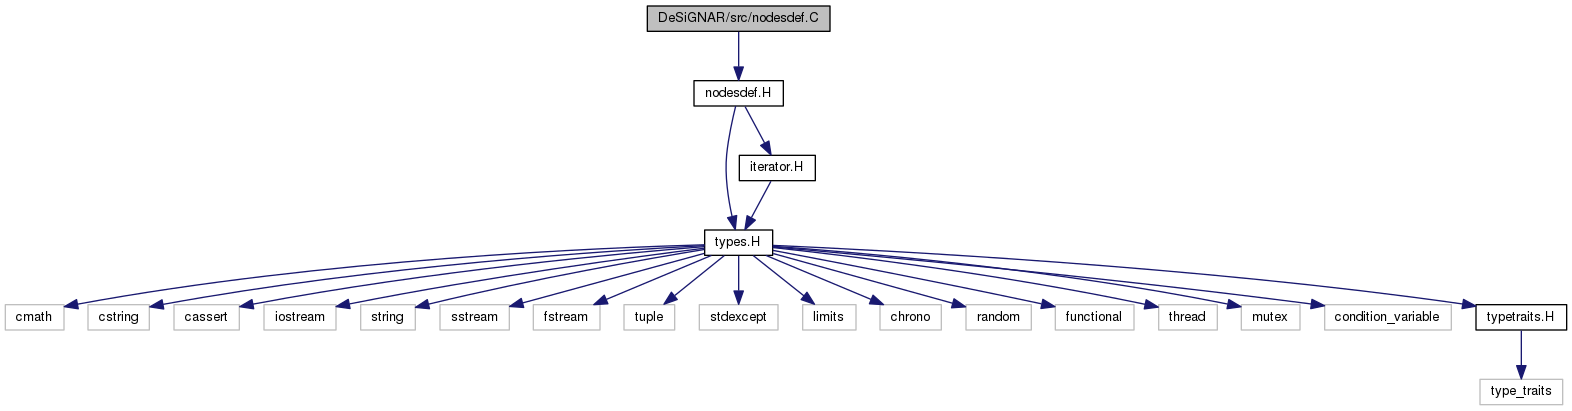 DeSiGNAR/src/nodesdef.C
nodesdef.H
iterator.H
types.H
cmath
cstring
cassert
iostream
string
sstream
fstream
tuple
stdexcept
limits
chrono
random
functional
thread
mutex
condition_variable
typetraits.H
type_traits